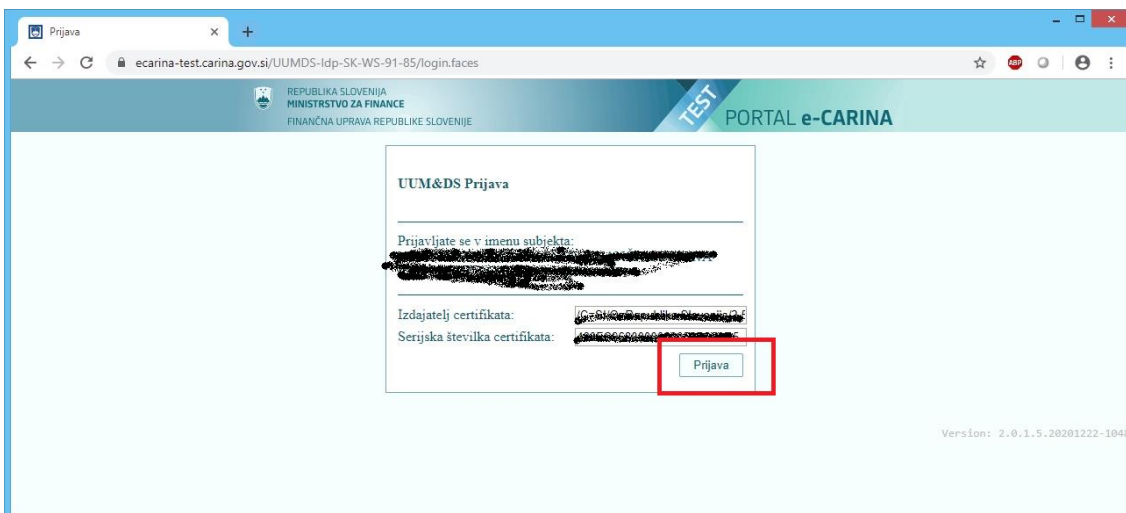 Prijava
ecarina-test.carina.gov.si/UUMDS-Idp-SK-WS-91-85/login.faces
ABP
REPUBLIKA SLOVENIJA
MINISTRSTVO ZA FINANCE
FINANČNA UPRAVA REPUBLIKE SLOVENIJE
TEST
PORTAL e-CARINA
UUM&DS Prijava
Prijavljate se v imenu subjekta:
Izdajatelj certifikata:
Serijska številka certifikata:
Prijava
Version: 2.0.1.5.20201222-1048